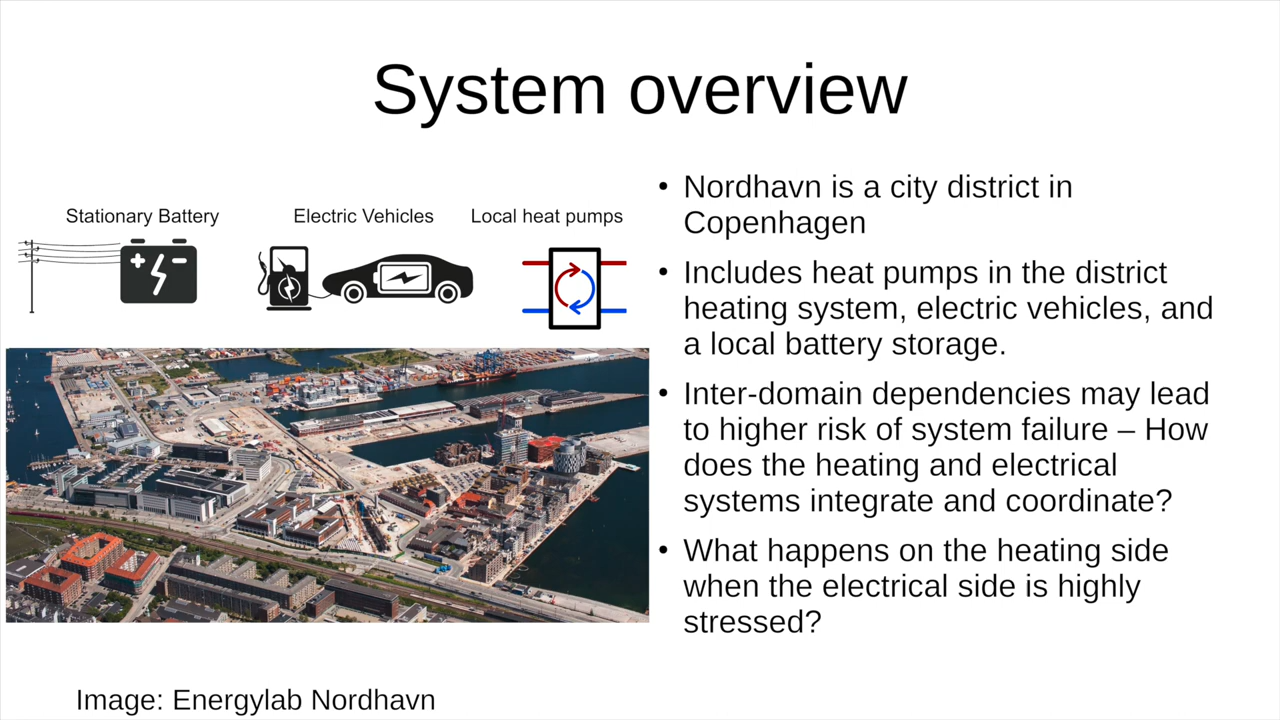 System overview
Stationary Battery
Electric Vehicles
Local heat pumps
• Nordhavn is a city district in
Copenhagen
• Includes heat pumps in the district
heating system, electric vehicles, and
a local battery storage.
• Inter-domain dependencies may lead
to higher risk of system failure – How
does the heating and electrical
systems integrate and coordinate?
• What happens on the heating side
when the electrical side is highly
stressed?
Image: Energylab Nordhavn